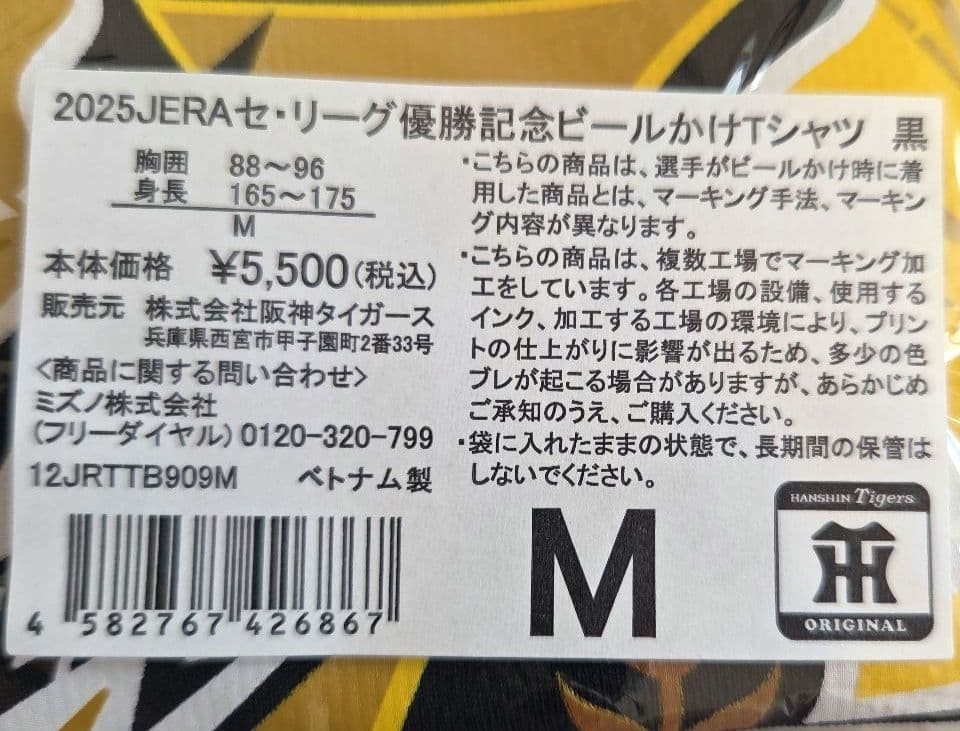 2025JERAセ・リーグ優勝記念ビールかけTシャツ 黒
胸囲 88～96
身長 165～175
M
本体価格 ¥5,500(税込)
販売元 株式会社阪神タイガース
兵庫県西宮市甲子園町2番33号
<商品に関する問い合わせ>
ミズノ株式会社
(フリーダイヤル)0120-320-799
12JRTTB909M ベトナム製
4 582767 426867
・こちらの商品は、選手がビールかけ時に着
用した商品とは、マーキング手法、マーキン
グ内容が異なります。
・こちらの商品は、複数工場でマーキング加
工をしています。各工場の設備、使用する
インク、加工する工場の環境により、プリン
トの仕上がりに影響が出るため、多少の色
ブレが起こる場合がありますが、あらかじめ
ご承知のうえ、ご購入ください。
・袋に入れたままの状態で、長期間の保管は
しないでください。
M
HANSHIN Tigers
ORIGINAL